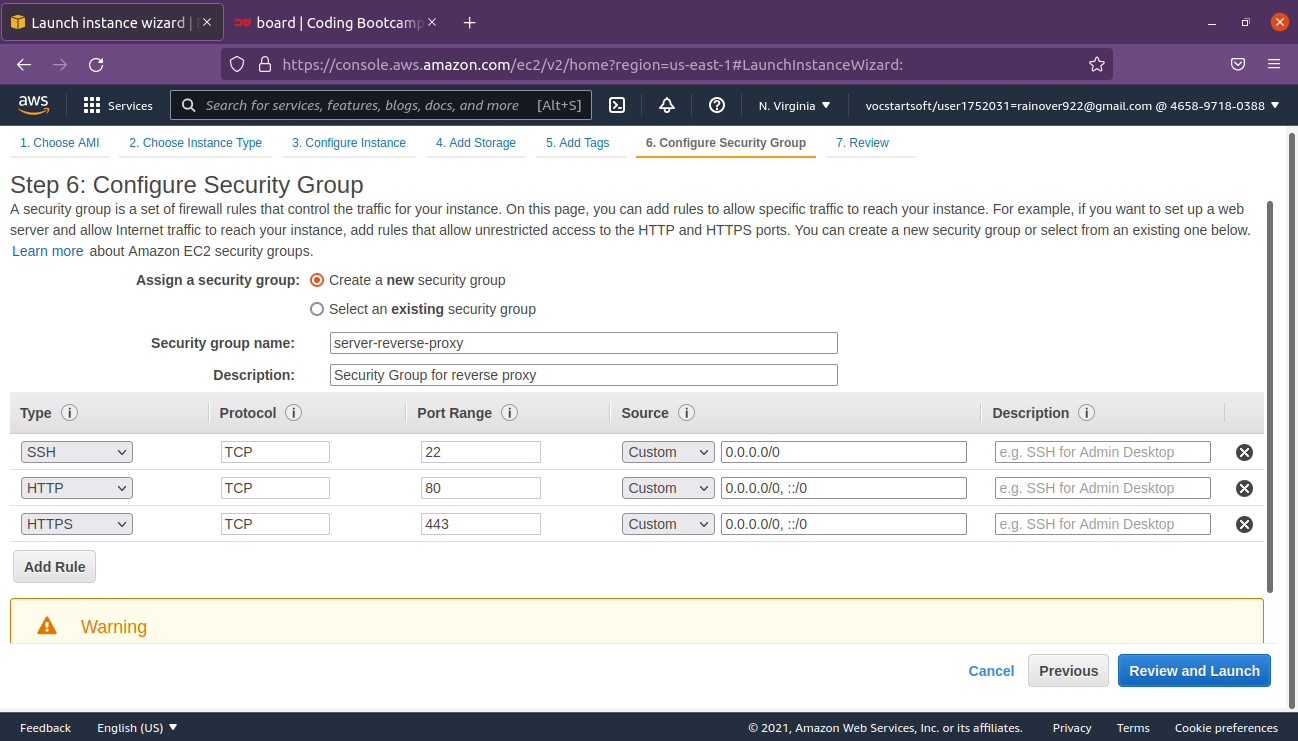 Launch instance wizard |
board | Coding Bootcamp
https://console.aws.amazon.com/ec2/v2/home?region=us-east-1#LaunchInstanceWizard:
aws Services Search for services, features, blogs, docs, and more [Alt+S] N. Virginia vocstartsoft/user1752031=rainover922@gmail.com @ 4658-9718-0388
1. Choose AMI 2. Choose Instance Type 3. Configure Instance 4. Add Storage 5. Add Tags 6. Configure Security Group 7. Review
Step 6: Configure Security Group
A security group is a set of firewall rules that control the traffic for your instance. On this page, you can add rules to allow specific traffic to reach your instance. For example, if you want to set up a web
server and allow Internet traffic to reach your instance, add rules that allow unrestricted access to the HTTP and HTTPS ports. You can create a new security group or select from an existing one below.
Learn more about Amazon EC2 security groups.
Assign a security group: Create a new security group
Select an existing security group
Security group name: server-reverse-proxy
Description: Security Group for reverse proxy
Type Protocol Port Range Source Description
SSH TCP 22 Custom 0.0.0.0/0 e.g. SSH for Admin Desktop
HTTP TCP 80 Custom 0.0.0.0/0, ::/0 e.g. SSH for Admin Desktop
HTTPS TCP 443 Custom 0.0.0.0/0, ::/0 e.g. SSH for Admin Desktop
Add Rule
Warning
Cancel Previous Review and Launch
Feedback English (US) © 2021, Amazon Web Services, Inc. or its affiliates. Privacy Terms Cookie preferences